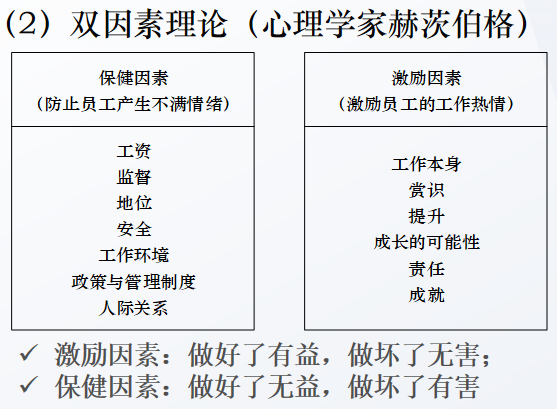 (2) 双因素理论（心理学家赫茨伯格）
保健因素
（防止员工产生不满情绪）
工资
监督
地位
安全
工作环境
政策与管理制度
人际关系
激励因素
（激励员工的工作热情）
工作本身
赏识
提升
成长的可能性
责任
成就
✓ 激励因素：做好了有益，做坏了无害；
✓ 保健因素：做好了无益，做坏了有害